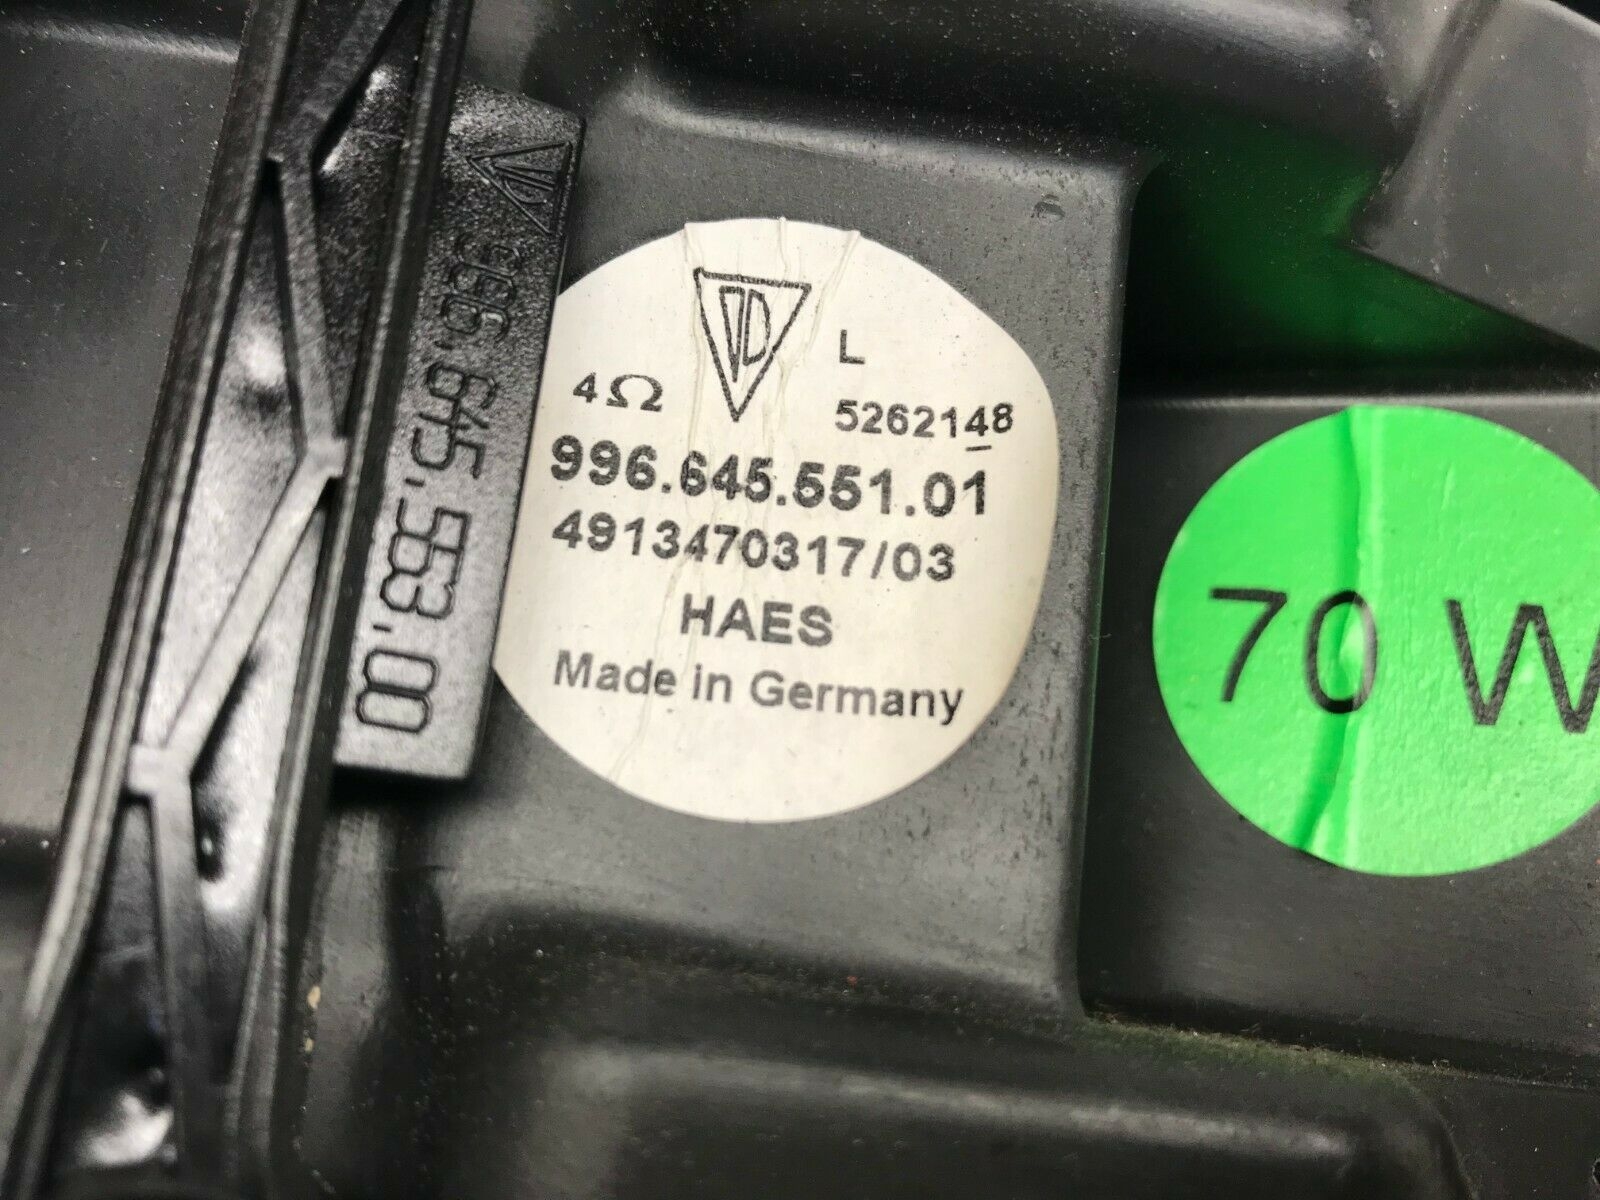 996.645.553.00
L
4Ω
5262148
996.645.551.01
4913470317/03
HAES
Made in Germany
70 W